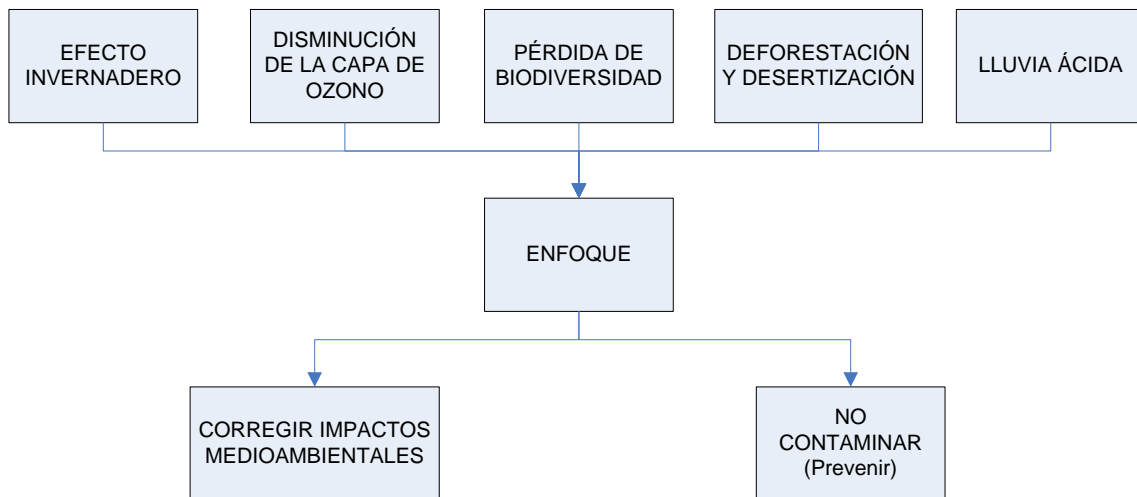 EFECTO
INVERNADERO
DISMINUCIÓN
DE LA CAPA DE
OZONO
PÉRDIDA DE
BIODIVERSIDAD
DEFORESTACIÓN
Y DESERTIZACIÓN
LLUVIA ÁCIDA
ENFOQUE
CORREGIR IMPACTOS
MEDIOAMBIENTALES
NO
CONTAMINAR
(Prevenir)